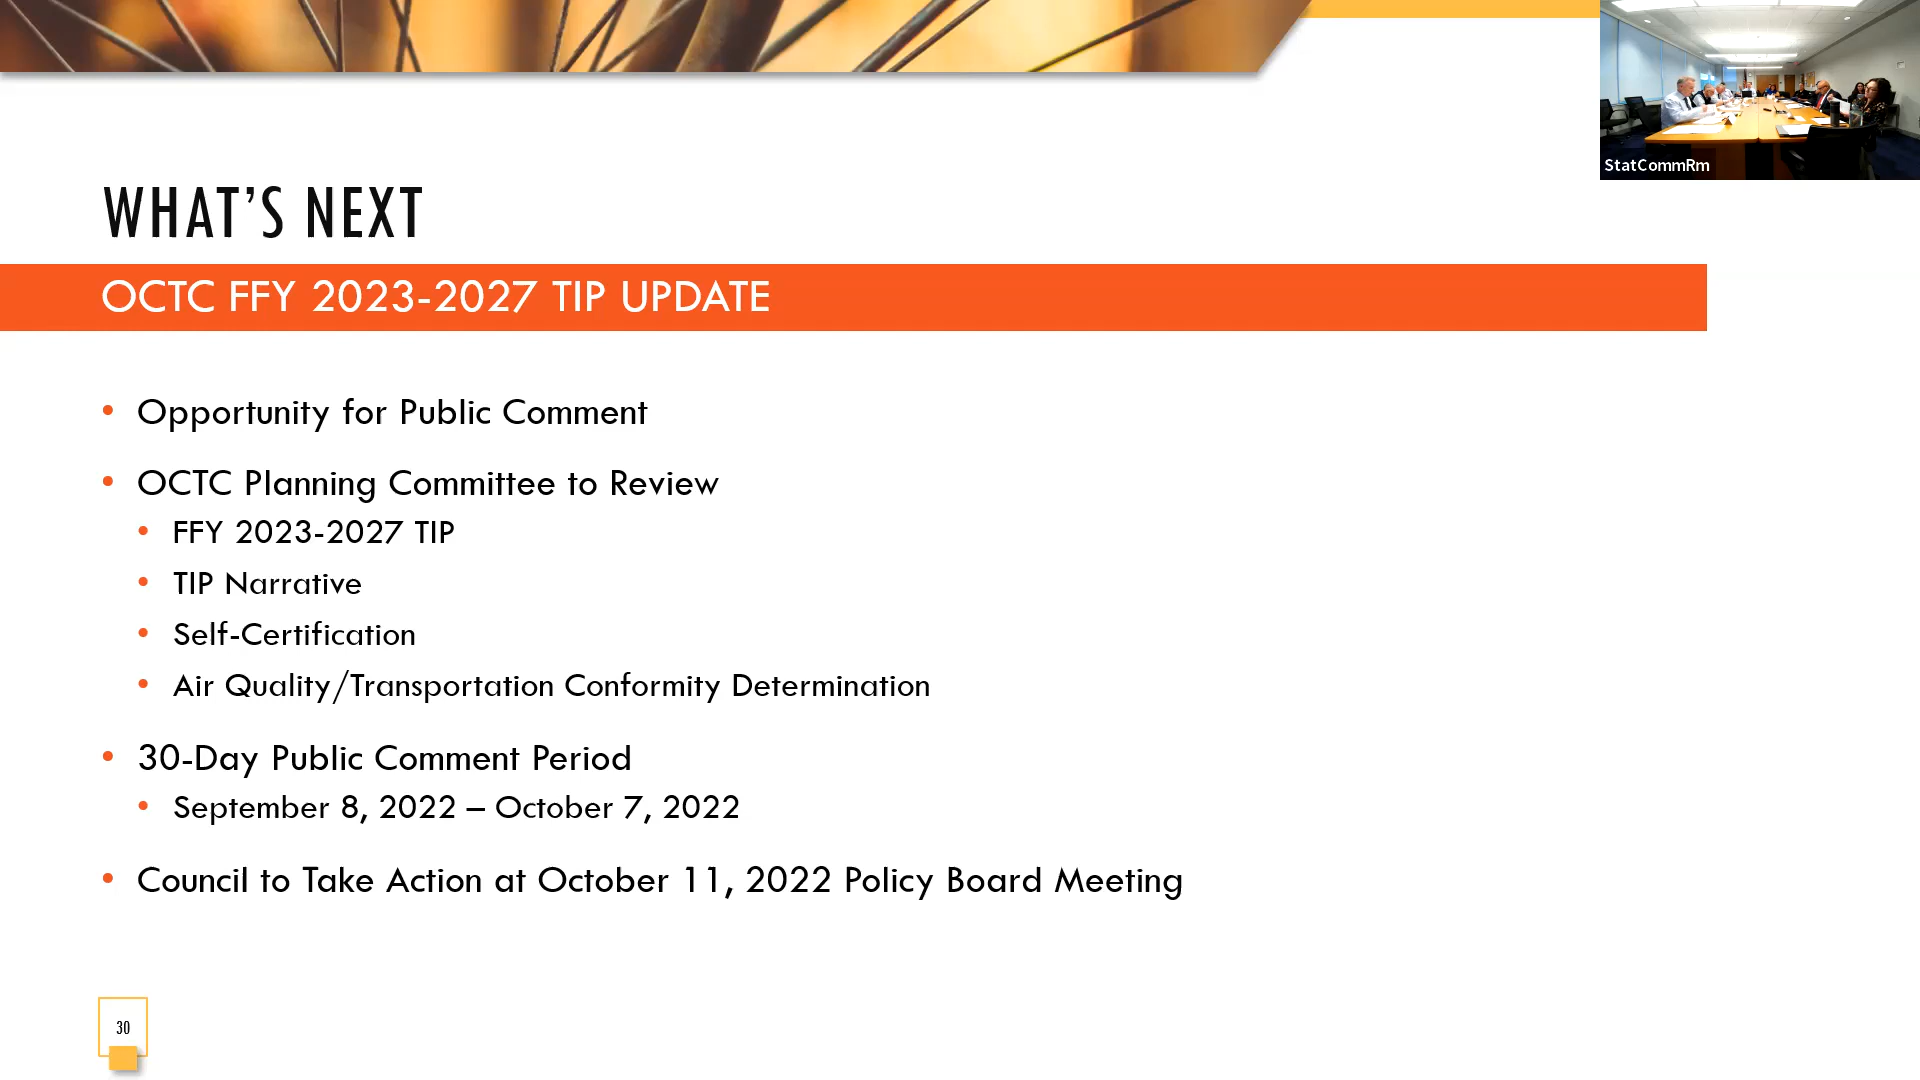 StatCommRm
WHAT’S NEXT
OCTC FFY 2023-2027 TIP UPDATE
• Opportunity for Public Comment
• OCTC Planning Committee to Review
• FFY 2023-2027 TIP
• TIP Narrative
• Self-Certification
• Air Quality/Transportation Conformity Determination
• 30-Day Public Comment Period
• September 8, 2022 – October 7, 2022
• Council to Take Action at October 11, 2022 Policy Board Meeting
30